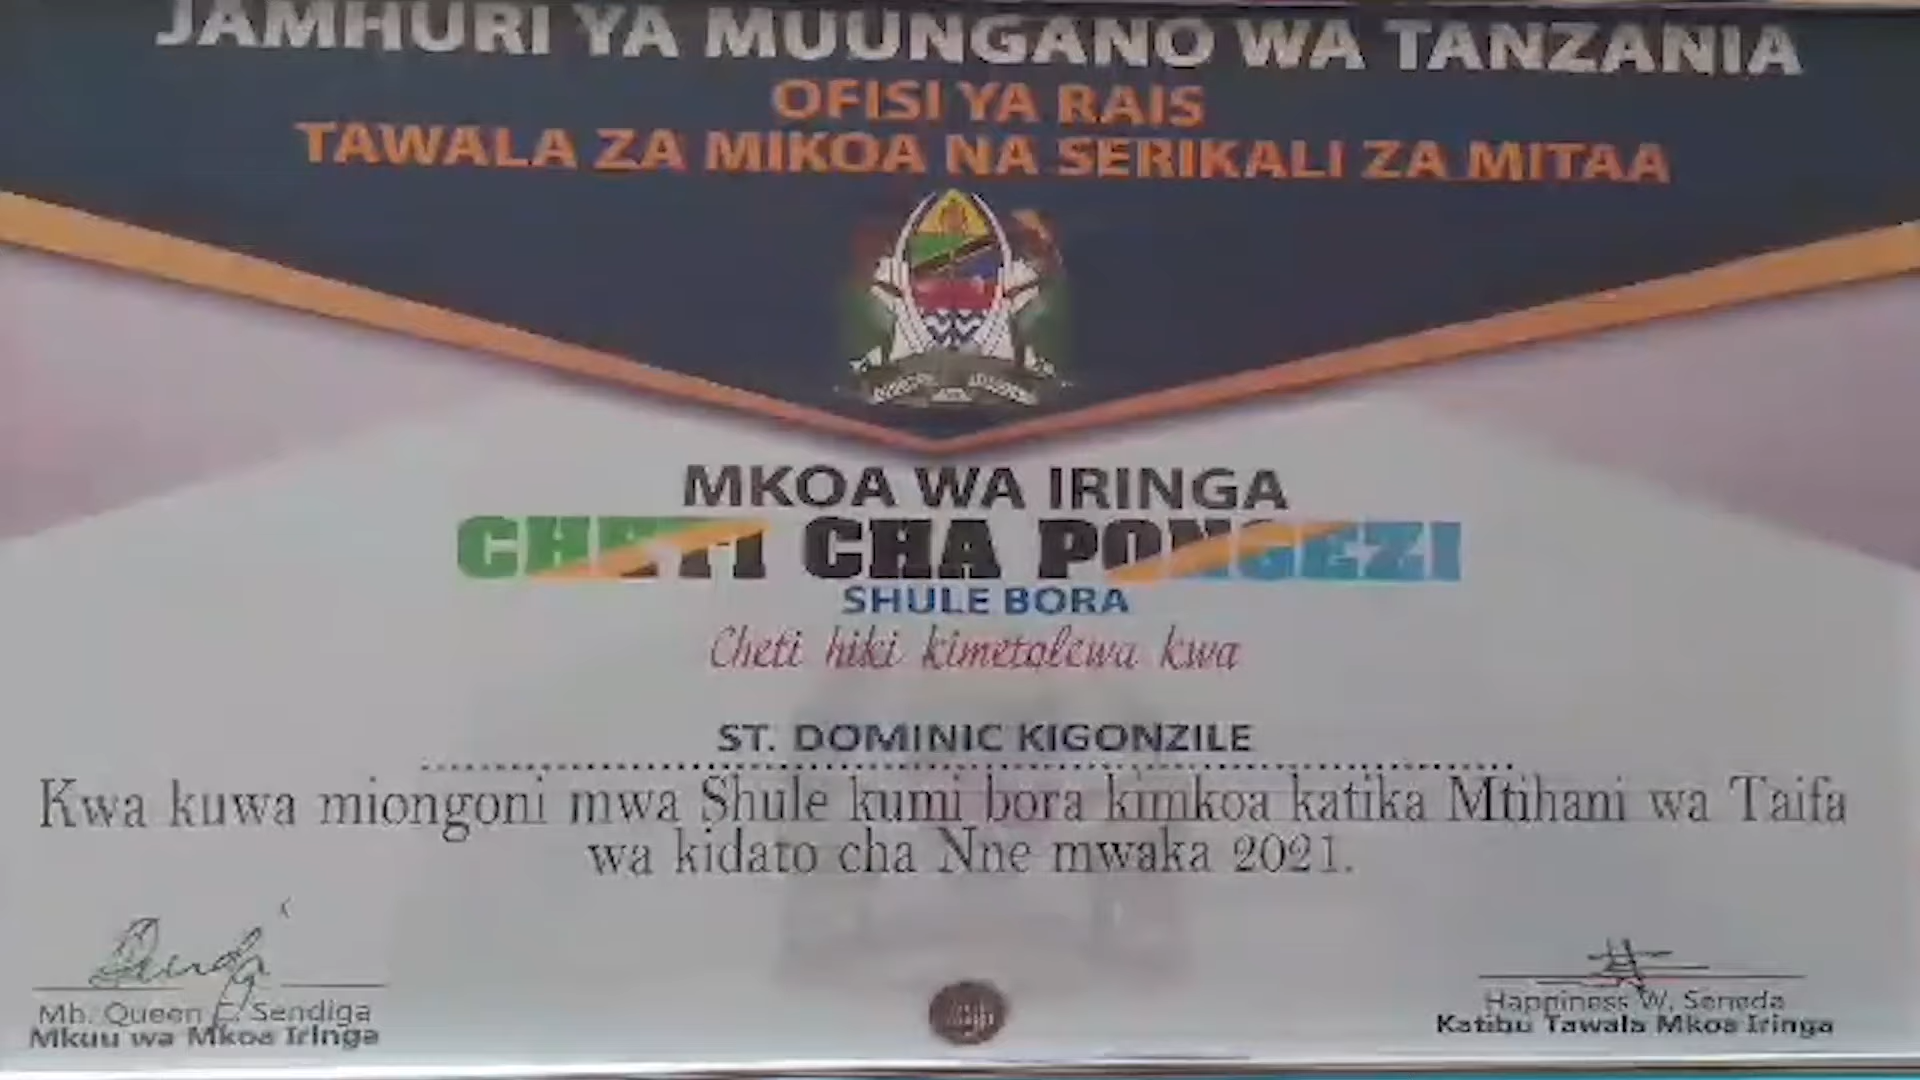 JAMHURI YA MUUNGANO WA TANZANIA
OFISI YA RAIS
TAWALA ZA MIKOA NA SERIKALI ZA MITAA
MKOA WA IRINGA
CHETI CHA PONGEZI
SHULE BORA
Cheti hiki kimetolewa kwa
ST. DOMINIC KIGONZILE
Kwa kuwa miongoni mwa Shule kumi bora kimkoa katika Mtihani wa Taifa
wa kidato cha Nne mwaka 2021.
Mh. Queen C. Sendiga
Mkuu wa Mkoa Iringa
Happiness W. Seneda
Katibu Tawala Mkoa Iringa